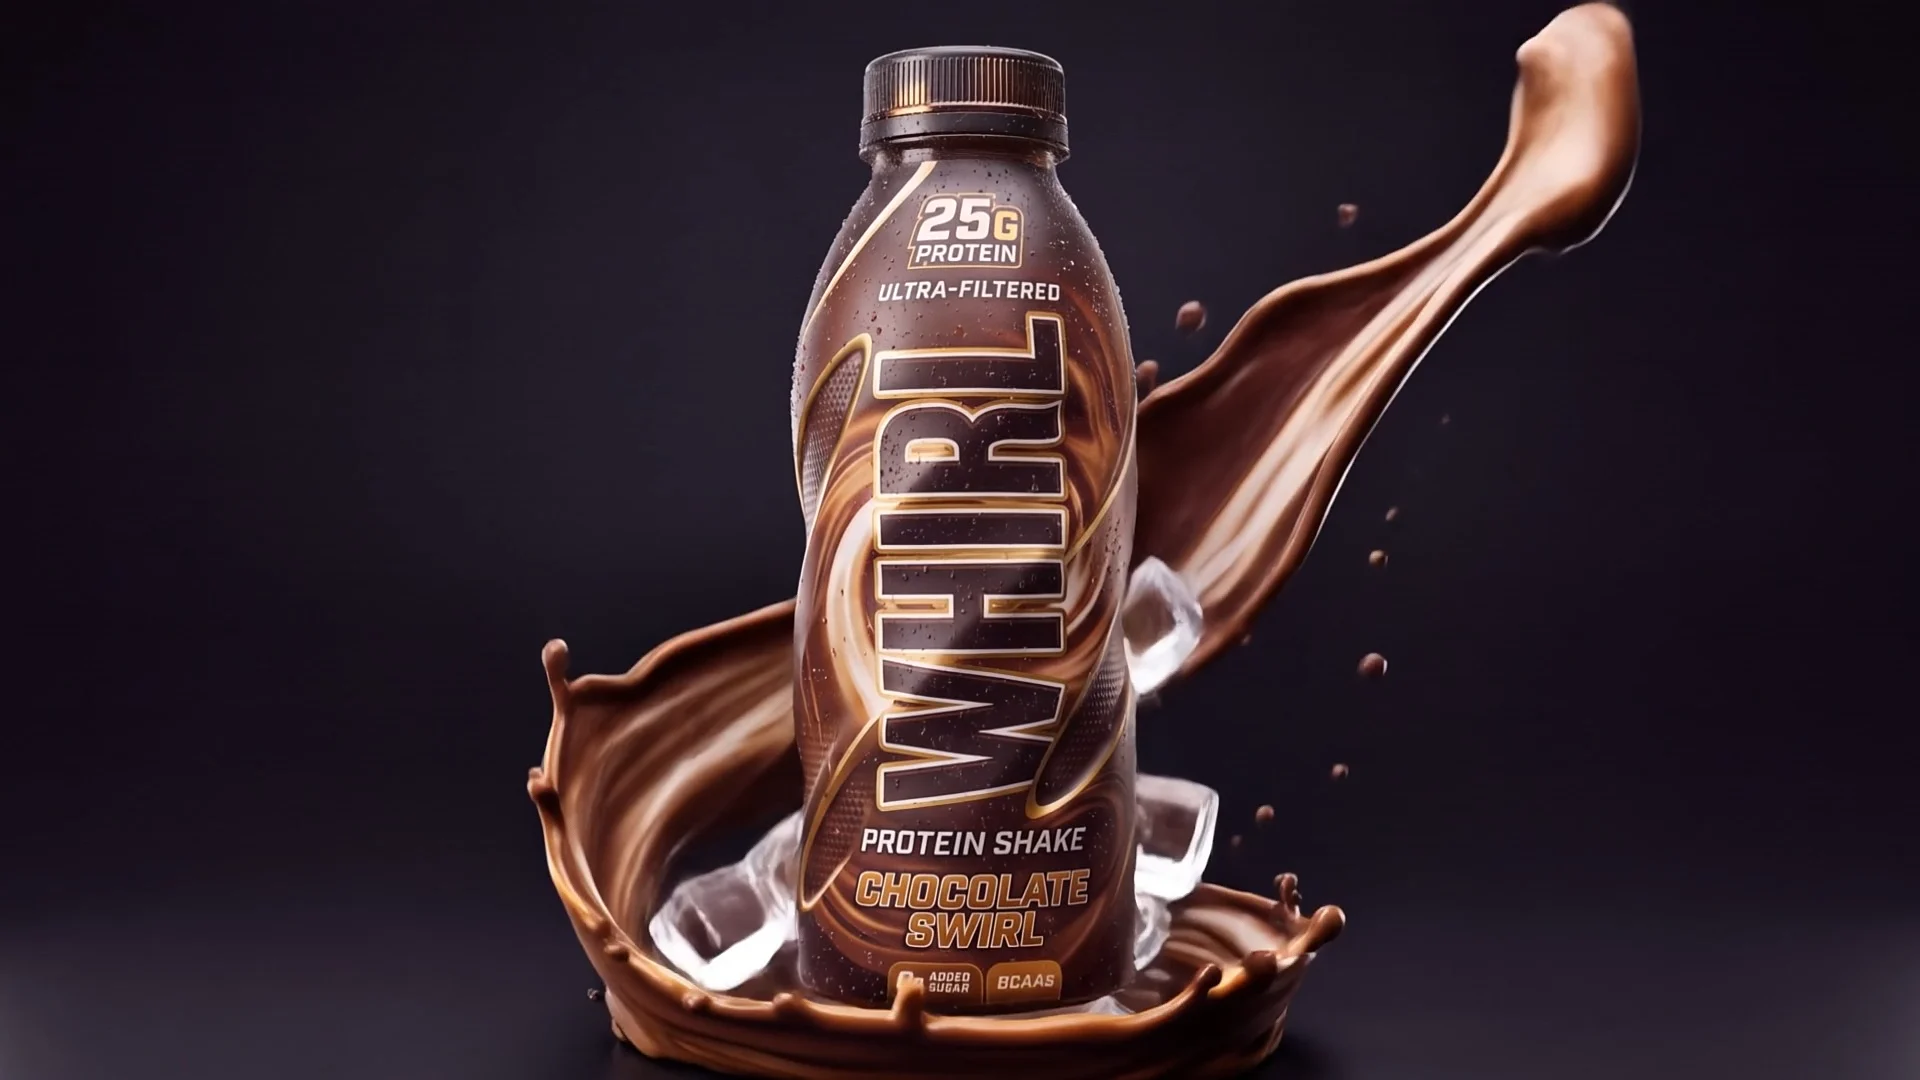 25G
PROTEIN
ULTRA-FILTERED
WHIRL
PROTEIN SHAKE
CHOCOLATE
SWIRL
ADDED
SUGAR
BCAAS